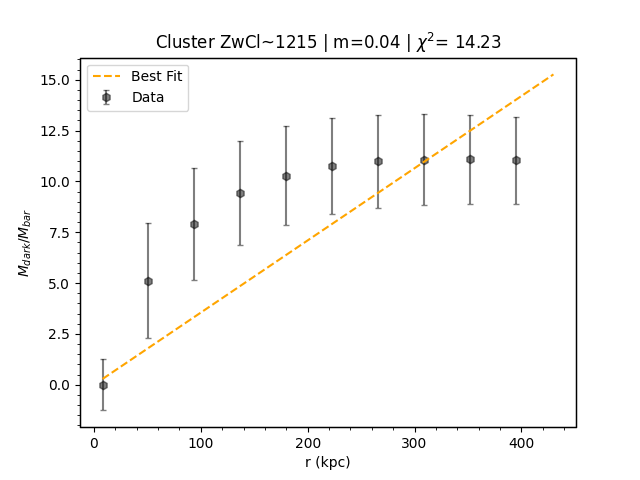 Cluster ZwCl~1215 | m=0.04 | χ²= 14.23
Best Fit
Data
15.0
12.5
10.0
7.5
5.0
2.5
0.0
M_dark/M_bar
0 100 200 300 400
r (kpc)